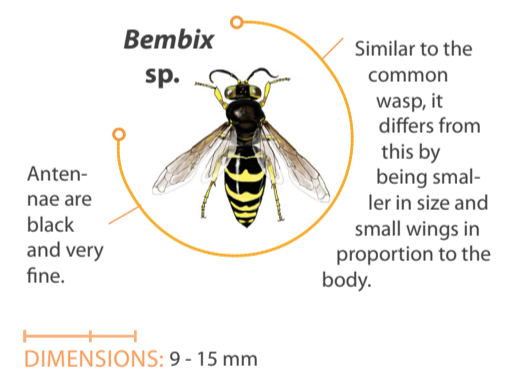 Bembix
sp.
Similar to the
common
wasp, it
differs from
this by
being smal-
ler in size and
small wings in
proportion to the
body.
Anten-
nae are
black
and very
fine.
DIMENSIONS: 9 - 15 mm